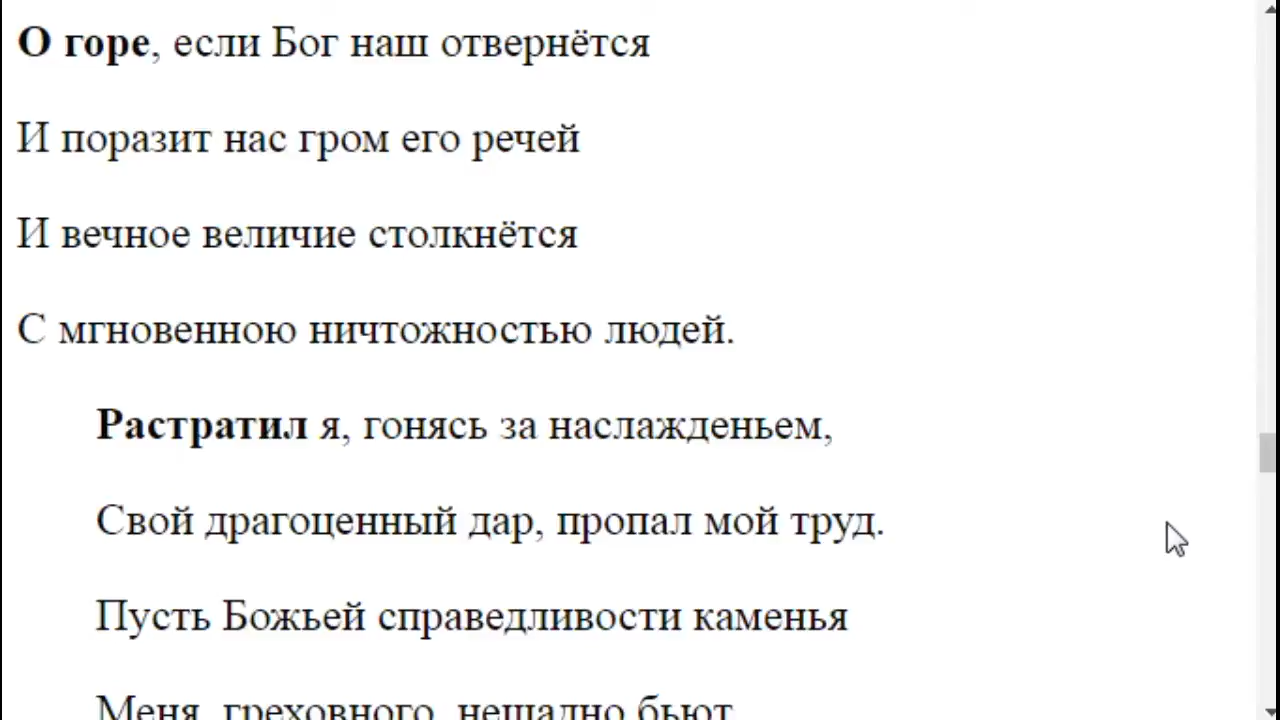 О горе, если Бог наш отвернётся
И поразит нас гром его речей
И вечное величие столкнётся
С мгновенною ничтожностью людей.
Растратил я, гонясь за наслажденьем,
Свой драгоценный дар, пропал мой труд.
Пусть Божьей справедливости каменья
Меня, греховного, нещадно бьют